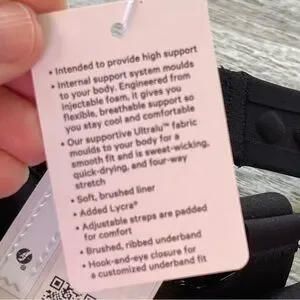 • Intended to provide high support
• Internal support system moulds
to your body. Engineered from
injectable foam, it gives you
flexible, breathable support so
you stay cool and comfortable
• Our supportive Ultralu™ fabric
moulds to your body for a
smooth fit and is sweat-wicking,
quick-drying, and four-way
stretch
• Soft, brushed liner
• Added Lycra®
• Adjustable straps are padded
for comfort
• Brushed, ribbed underband
• Hook-and-eye closure for
a customized underband fit